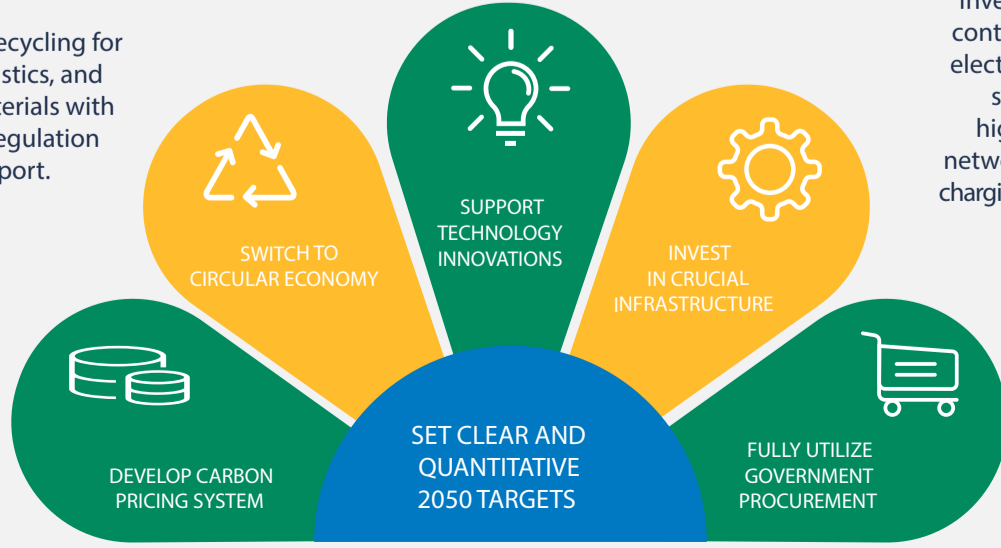 ecycling for
stics, and
terials with
egulation
port.
cont
elect
s
hig
netw
chargi
SUPPORT
TECHNOLOGY
INNOVATIONS
SWITCH TO
CIRCULAR ECONOMY
INVEST
IN CRUCIAL
INFRASTRUCTURE
DEVELOP CARBON
PRICING SYSTEM
SET CLEAR AND
QUANTITATIVE
2050 TARGETS
FULLY UTILIZE
GOVERNMENT
PROCUREMENT